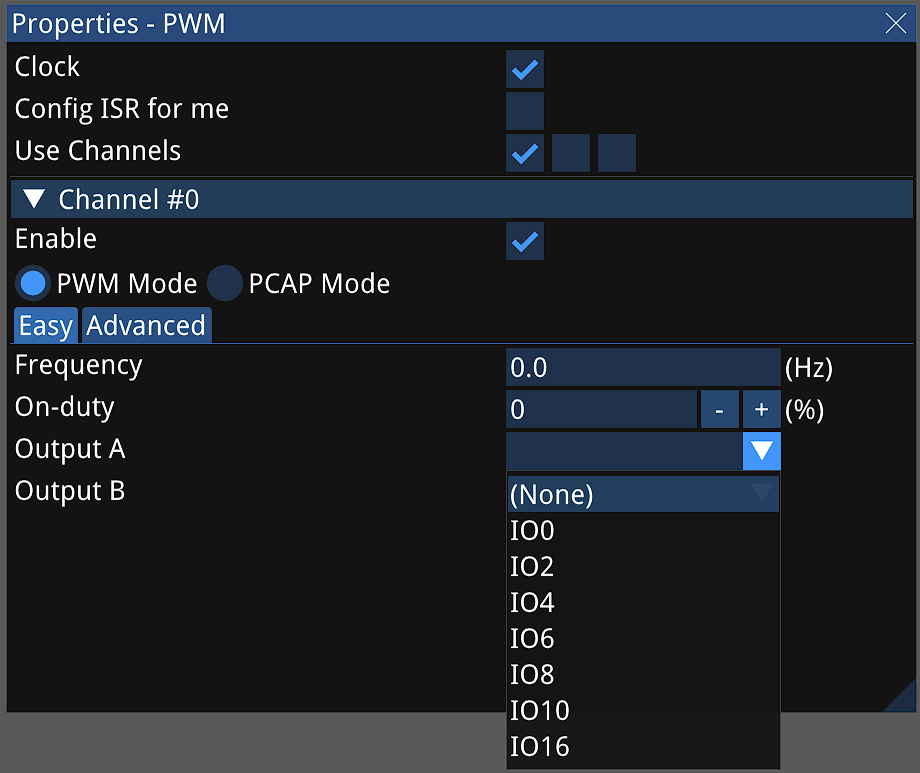 Properties - PWM
Clock
Config ISR for me
Use Channels
Channel #0
Enable
PWM Mode PCAP Mode
Easy Advanced
Frequency 0.0 (Hz)
On-duty 0 - + (%)
Output A
Output B
(None)
IO0
IO2
IO4
IO6
IO8
IO10
IO16